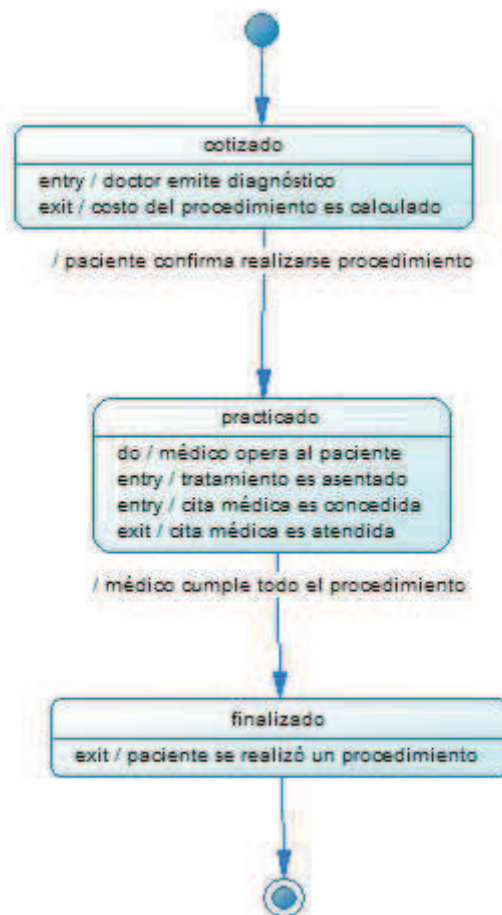 cotizado
entry / doctor emite diagnóstico
exit / costo del procedimiento es calculado
/ paciente confirma realizarse procedimiento
practicado
do / médico opera al paciente
entry / tratamiento es asentado
entry / cita médica es concedida
exit / cita médica es atendida
/ médico cumple todo el procedimiento
finalizado
exit / paciente se realizó un procedimiento